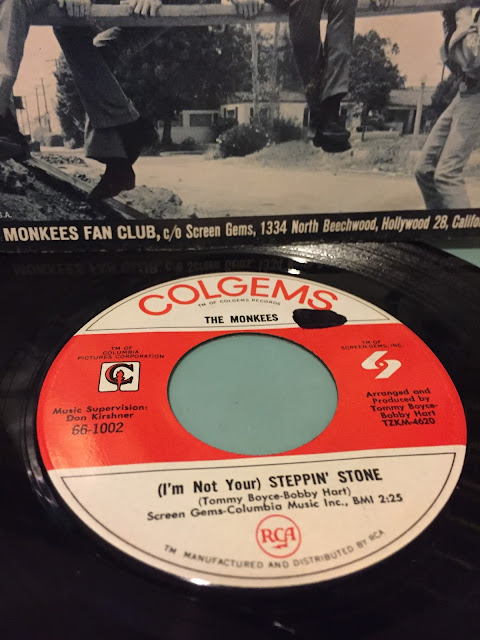 U.S.A.
MONKEES FAN CLUB, c/o Screen Gems, 1334 North Beechwood, Hollywood 28, Califo
COLGEMS
TM OF COLGEMS RECORDS
THE MONKEES
TM OF
COLUMBIA
PICTURES CORPORATION
TM OF
SCREEN GEMS, INC.
Music Supervision:
Don Kirshner
66-1002
Arranged and
Produced by
Tommy Boyce-
Bobby Hart
TZKM-4620
(I'm Not Your) STEPPIN' STONE
(Tommy Boyce-Bobby Hart)
Screen Gems-Columbia Music Inc., BMI 2:25
RCA
TM MANUFACTURED AND DISTRIBUTED BY RCA